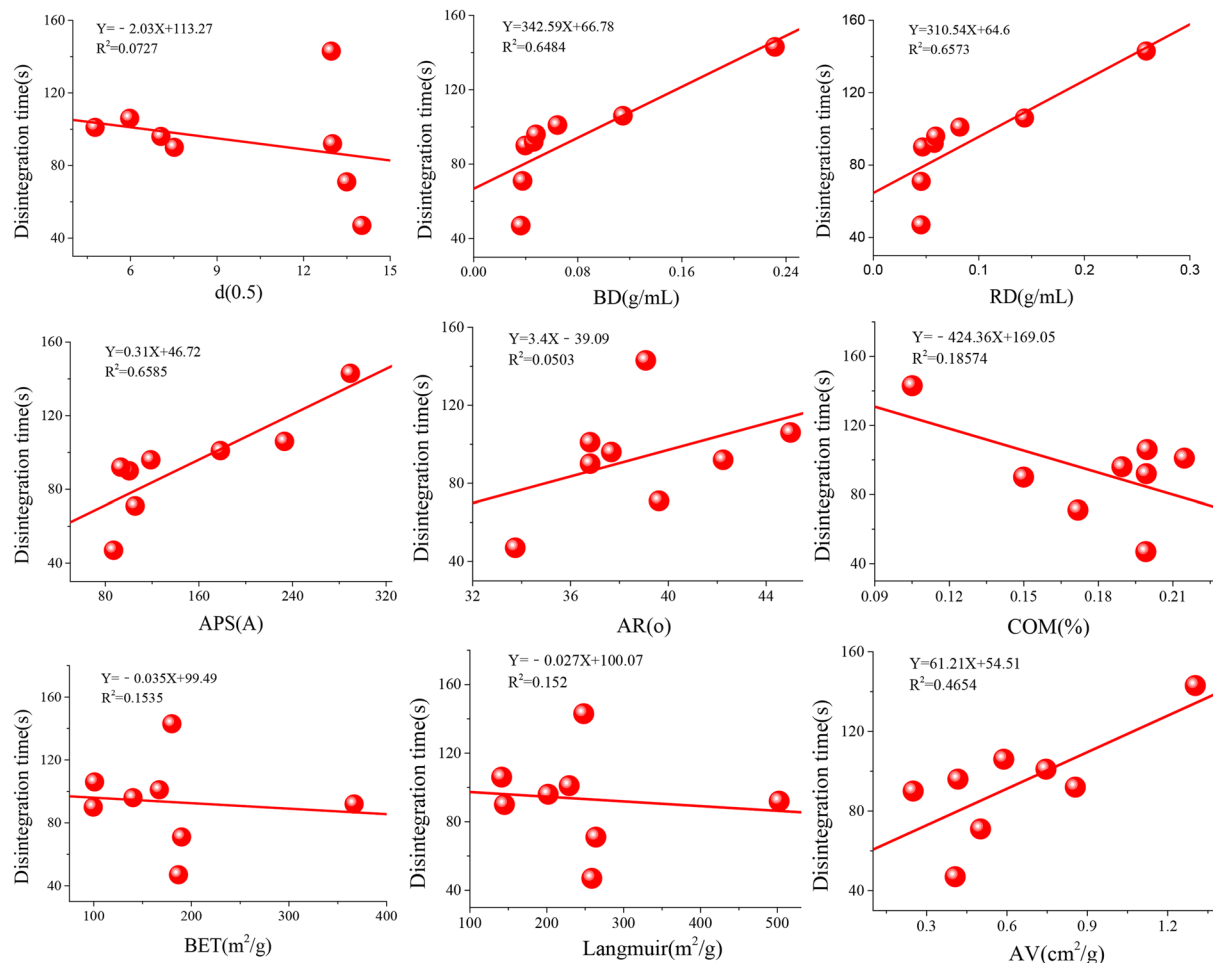 Y=﹣2.03X+113.27
R²=0.0727
Disintegration time(s)
160
120
80
40
6
9
12
15
d(0.5)
Y=342.59X+66.78
R²=0.6484
Disintegration time(s)
160
120
80
40
0.00
0.08
0.16
0.24
BD(g/mL)
Y=310.54X+64.6
R²=0.6573
Disintegration time(s)
160
120
80
40
0.0
0.1
0.2
0.3
RD(g/mL)
Y=0.31X+46.72
R²=0.6585
Disintegration time(s)
160
120
80
40
80
160
240
320
APS(A)
Y=3.4X﹣39.09
R²=0.0503
Disintegration time(s)
160
120
80
40
32
36
40
44
AR(o)
Y=﹣424.36X+169.05
R²=0.18574
Disintegration time(s)
160
120
80
40
0.09
0.12
0.15
0.18
0.21
COM(%)
Y=﹣0.035X+99.49
R²=0.1535
Disintegration time(s)
160
120
80
40
100
200
300
400
BET(m²/g)
Y=﹣0.027X+100.07
R²=0.152
Disintegration time(s)
160
120
80
40
100
200
300
400
500
Langmuir(m²/g)
Y=61.21X+54.51
R²=0.4654
Disintegration time(s)
160
120
80
40
0.3
0.6
0.9
1.2
AV(cm²/g)